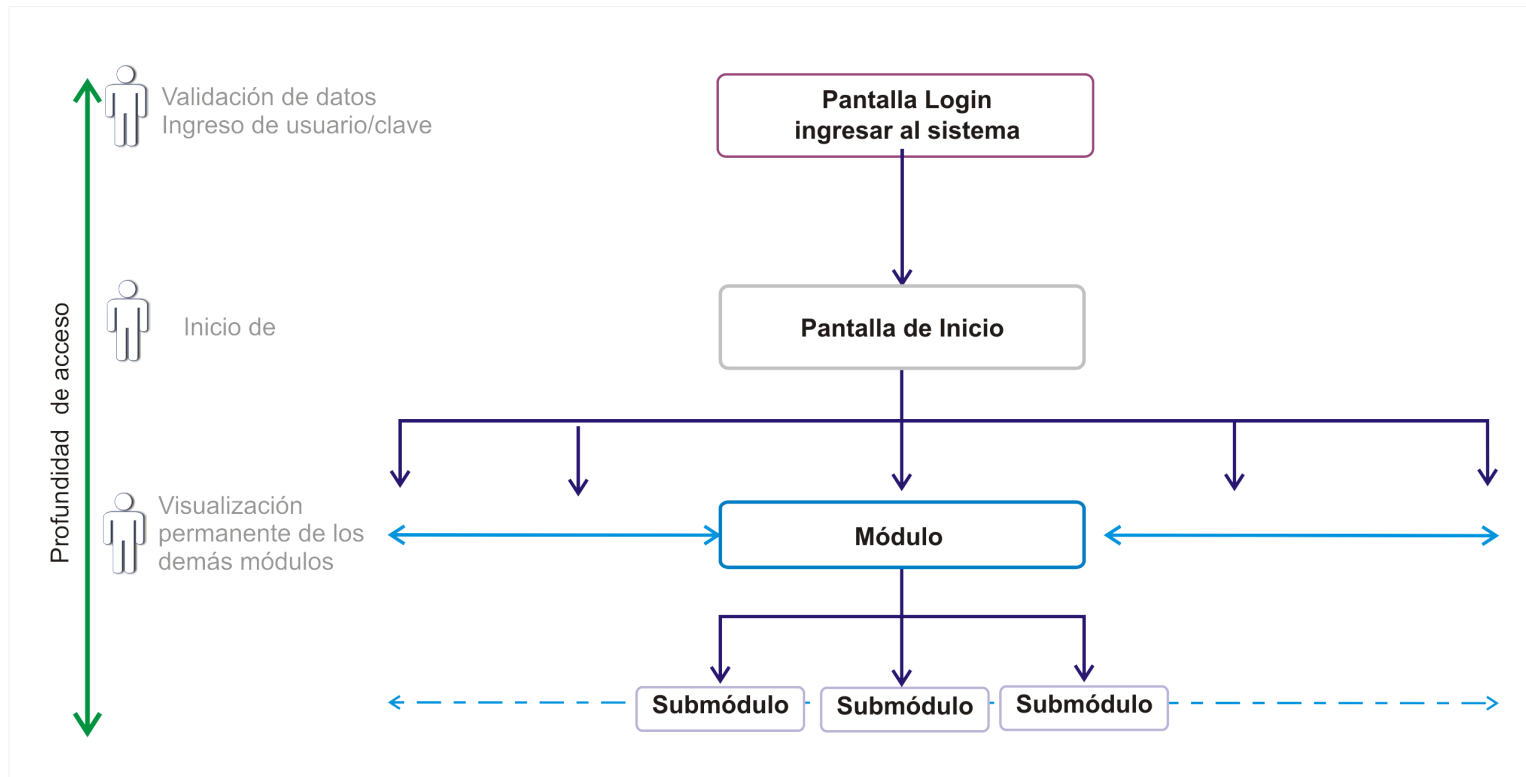 Validación de datos
Ingreso de usuario/clave
Pantalla Login
ingresar al sistema
Profundidad de acceso
Inicio de
Pantalla de Inicio
Visualización
permanente de los
demás módulos
Módulo
Submódulo
Submódulo
Submódulo